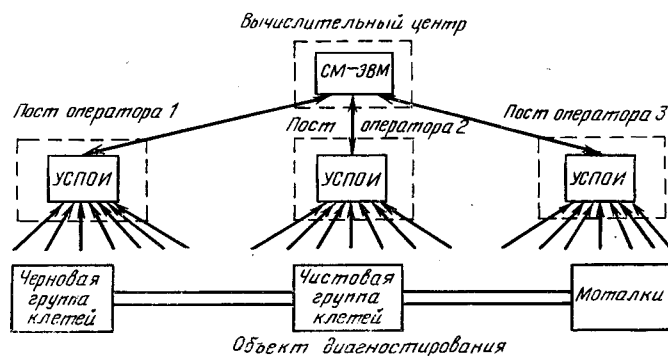 Вычислительный центр
СМ-ЭВМ
Пост оператора 1
Пост оператора 2
Пост оператора 3
УСПОИ
УСПОИ
УСПОИ
Черновая
группа
клетей
Чистовая
группа
клетей
Моталки
Объект диагностирования